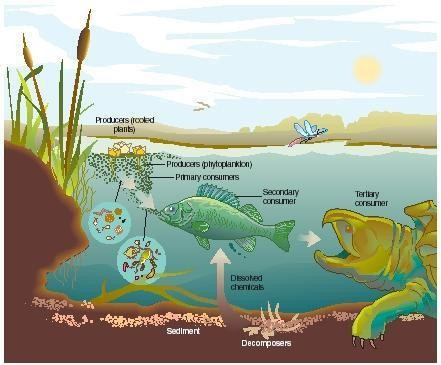 Producers (rooted
plants)
Producers (phytoplankton)
Primary consumers
Secondary
consumer
Tertiary
consumer
Dissolved
chemicals
Sediment
Decomposers